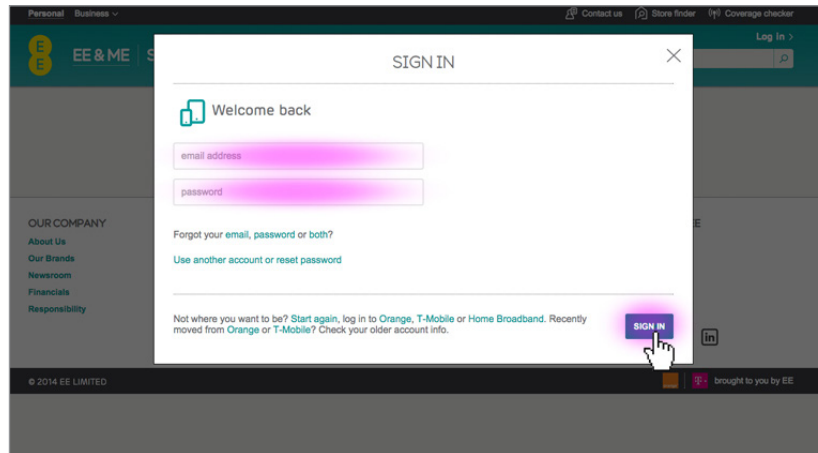 Personal Business Contact us Store finder Coverage checker
Log in >
EE
EE & ME S
SIGN IN
Welcome back
email address
password
Forgot your email, password or both?
Use another account or reset password
Not where you want to be? Start again, log in to Orange, T-Mobile or Home Broadband. Recently
moved from Orange or T-Mobile? Check your older account info.
SIGN IN
OUR COMPANY
About Us
Our Brands
Newsroom
Financials
Responsibility
E
in
© 2014 EE LIMITED
T brought to you by EE